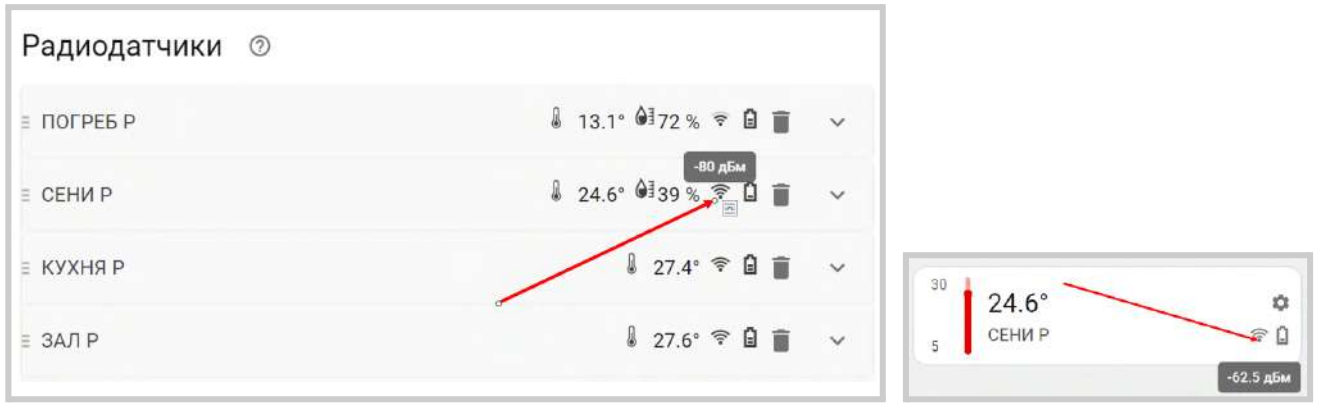 Радиодатчики
ПОГРЕБ Р 13.1° 72 %
-80 дБм
СЕНИ Р 24.6° 39 %
КУХНЯ Р 27.4°
ЗАЛ Р 27.6°
30
24.6°
СЕНИ Р
5
-62.5 дБм